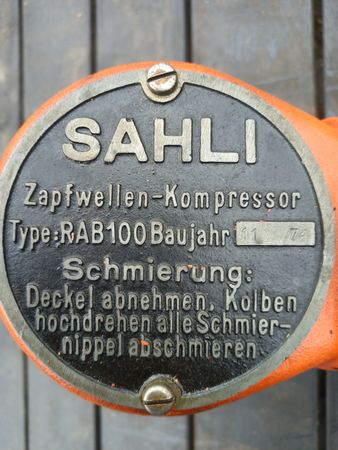 SAHLI
Zapfwellen-Kompressor
Type:RAB100 Baujahr 11
Schmierung:
Deckel abnehmen, Kolben
hochdrehen alle Schmier-
nippel abschmieren